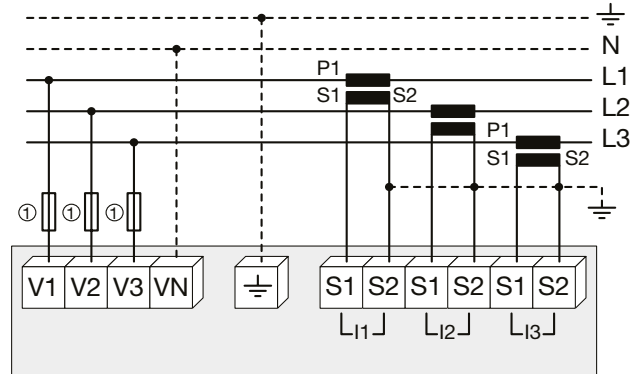 N
P1
L1
S1 S2
L2
P1
L3
S1 S2
① ① ①
V1 V2 V3 VN S1 S2 S1 S2 S1 S2
I1 I2 I3